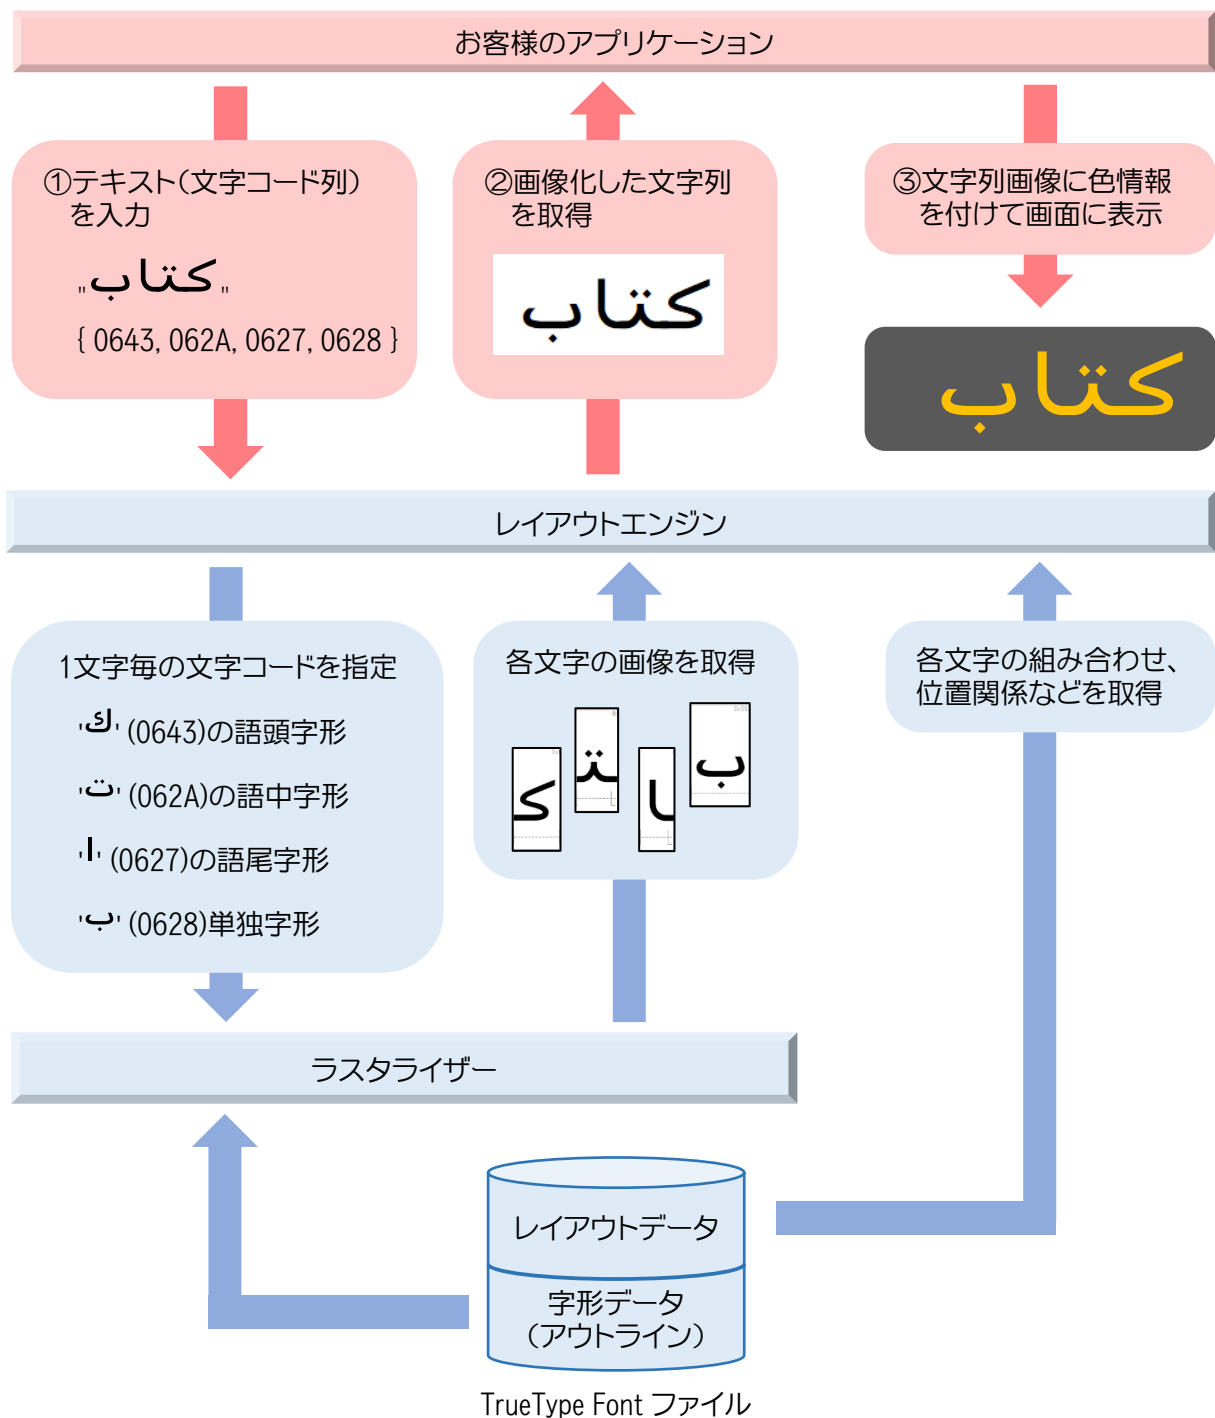 お客様のアプリケーション
①テキスト(文字コード列)
を入力
"كتاب"
{ 0643, 062A, 0627, 0628 }
②画像化した文字列
を取得
كتاب
③文字列画像に色情報
を付けて画面に表示
كتاب
レイアウトエンジン
1文字毎の文字コードを指定
'ك' (0643)の語頭字形
'ت' (062A)の語中字形
'ا' (0627)の語尾字形
'ب' (0628)単独字形
各文字の画像を取得
كـ
ـتـ
ـا
ب
各文字の組み合わせ、
位置関係などを取得
ラスタライザー
レイアウトデータ
字形データ
(アウトライン)
TrueType Font ファイル